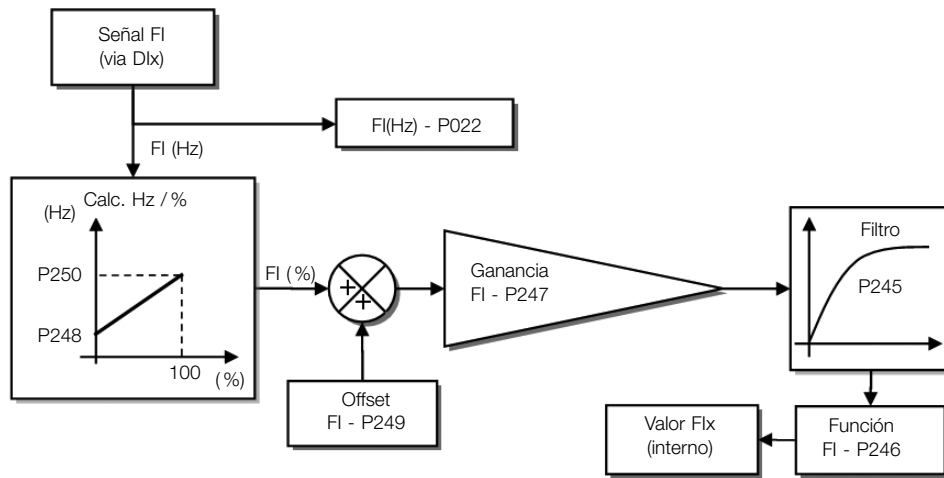 Señal FI
(via DIx)
FI(Hz) - P022
FI (Hz)
Calc. Hz / %
(Hz)
P250
P248
100
(%)
FI (%)
++
Offset
FI - P249
Ganancia
FI - P247
Filtro
P245
Función
FI - P246
Valor FIx
(interno)